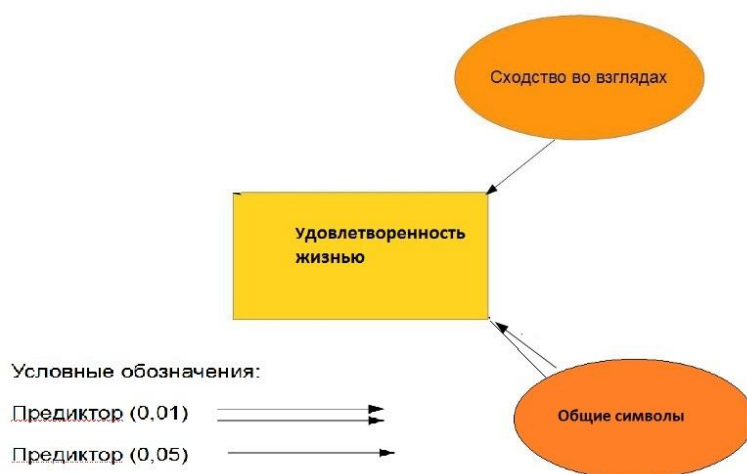 Сходство во взглядах
Удовлетворенность
жизнью
Условные обозначения:
Предиктор (0,01)
Общие символы
Предиктор (0,05)